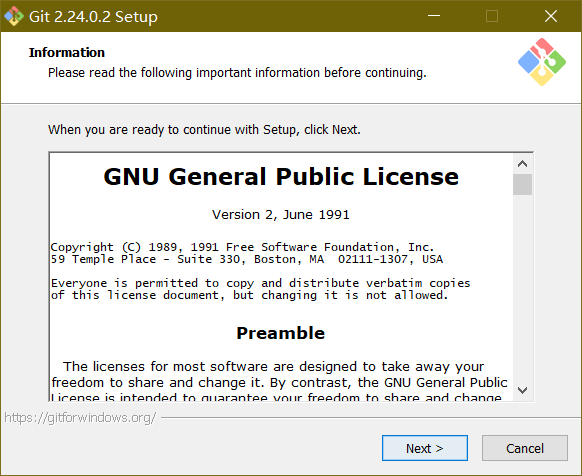 Git 2.24.0.2 Setup
Information
Please read the following important information before continuing.
When you are ready to continue with Setup, click Next.
GNU General Public License
Version 2, June 1991
Copyright (C) 1989, 1991 Free Software Foundation, Inc.
59 Temple Place - Suite 330, Boston, MA  02111-1307, USA
Everyone is permitted to copy and distribute verbatim copies
of this license document, but changing it is not allowed.
Preamble
The licenses for most software are designed to take away your
freedom to share and change it. By contrast, the GNU General Public
License is intended to guarantee your freedom to share and change
https://gitforwindows.org/
Next >
Cancel